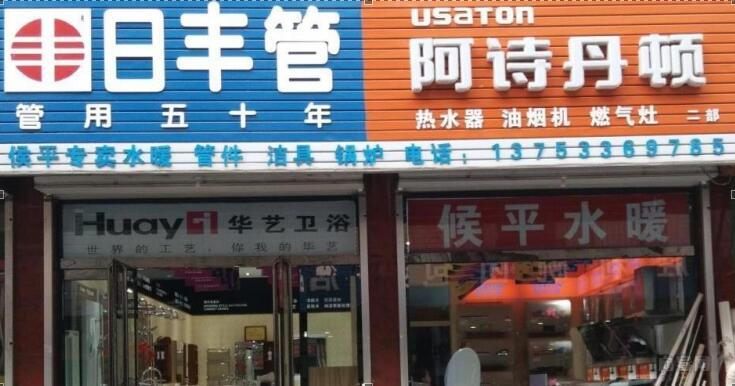 日丰管
管用五十年
USATON
阿诗丹顿
热水器 油烟机 燃气灶 二部
候平专卖水暖 管件 洁具 锅炉 电话：13753369785
Huayi 华艺卫浴
世界的工艺，你我的华艺
候平水暖